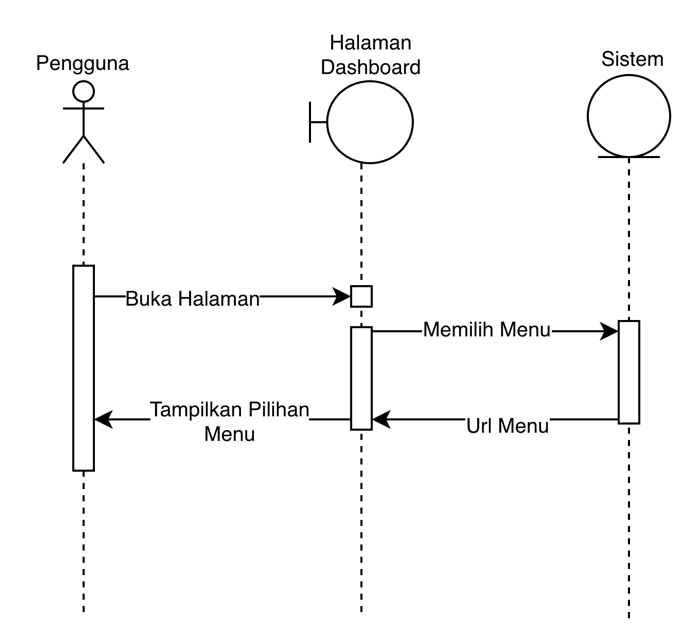 Pengguna
Halaman
Dashboard
Sistem
Buka Halaman
Memilih Menu
Tampilkan Pilihan
Menu
Url Menu